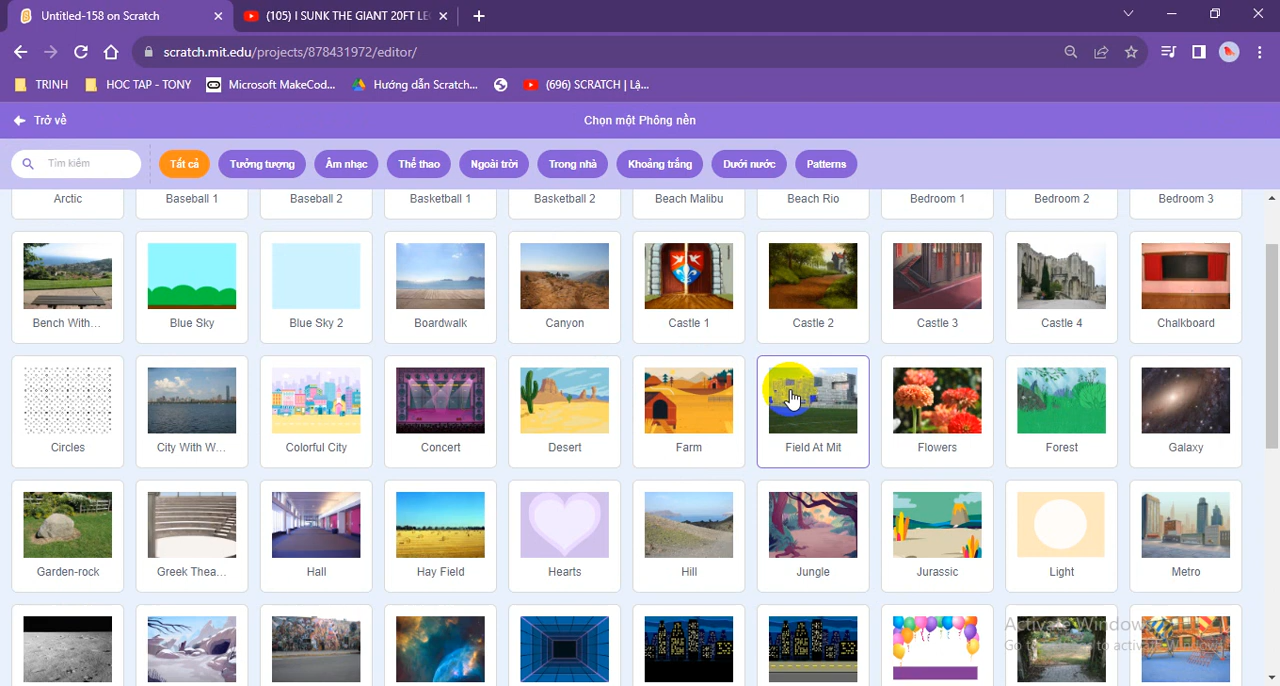 Untitled-158 on Scratch
(105) I SUNK THE GIANT 20FT LE
scratch.mit.edu/projects/878431972/editor/
TRINH
HOC TAP - TONY
Microsoft MakeCod...
Hướng dẫn Scratch...
(696) SCRATCH | Lậ...
Trở về
Chọn một Phông nền
Tìm kiếm
Tất cả
Tưởng tượng
Âm nhạc
Thể thao
Ngoài trời
Trong nhà
Khoảng trắng
Dưới nước
Patterns
Arctic
Baseball 1
Baseball 2
Basketball 1
Basketball 2
Beach Malibu
Beach Rio
Bedroom 1
Bedroom 2
Bedroom 3
Bench With...
Blue Sky
Blue Sky 2
Boardwalk
Canyon
Castle 1
Castle 2
Castle 3
Castle 4
Chalkboard
Circles
City With W...
Colorful City
Concert
Desert
Farm
Field At Mit
Flowers
Forest
Galaxy
Garden-rock
Greek Thea...
Hall
Hay Field
Hearts
Hill
Jungle
Jurassic
Light
Metro
Activate Windows
Go to to activate Windows.